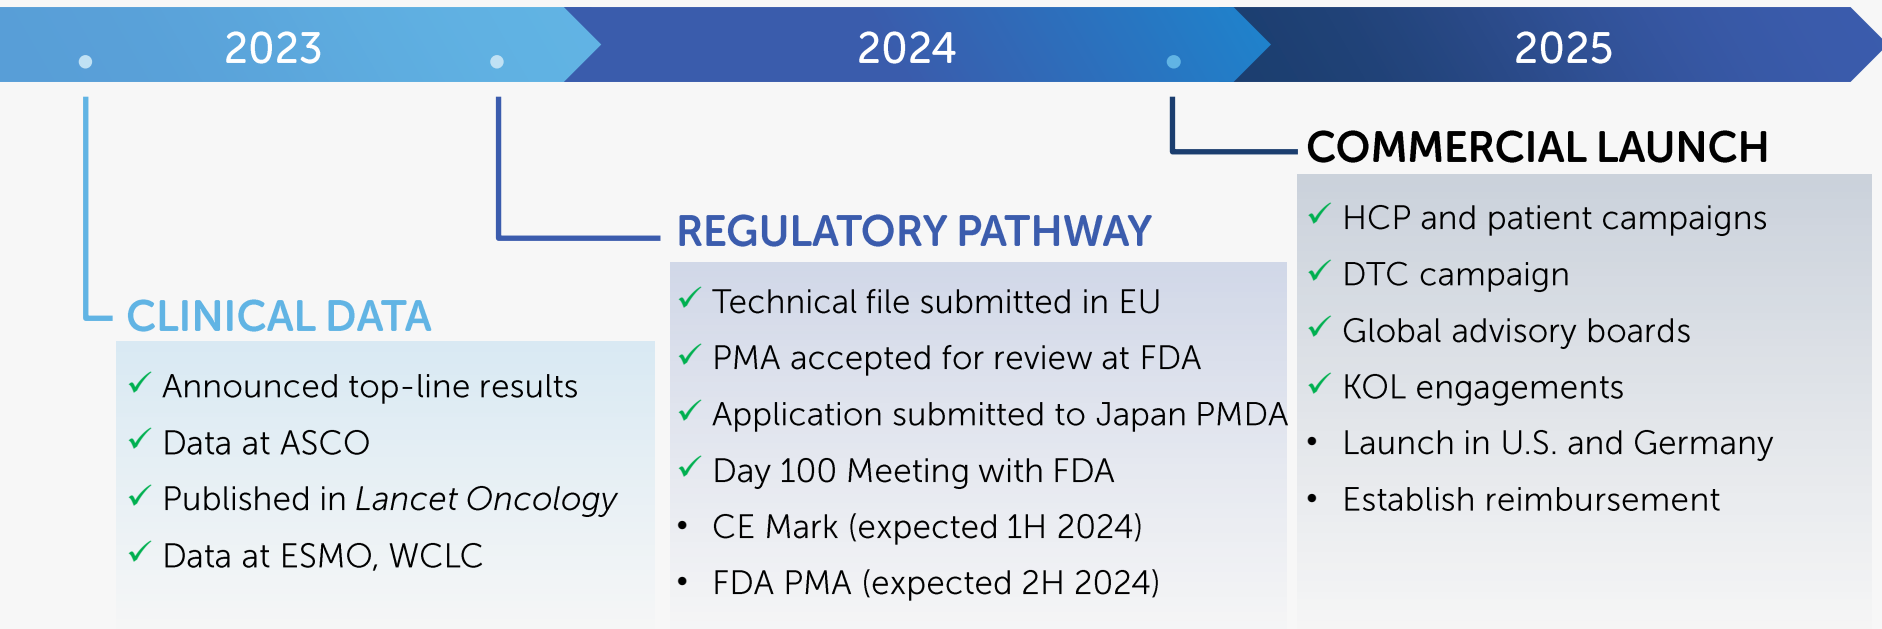 2023
2024
2025
CLINICAL DATA
✓ Announced top-line results
✓ Data at ASCO
✓ Published in Lancet Oncology
✓ Data at ESMO, WCLC
REGULATORY PATHWAY
✓ Technical file submitted in EU
✓ PMA accepted for review at FDA
✓ Application submitted to Japan PMDA
✓ Day 100 Meeting with FDA
• CE Mark (expected 1H 2024)
• FDA PMA (expected 2H 2024)
COMMERCIAL LAUNCH
✓ HCP and patient campaigns
✓ DTC campaign
✓ Global advisory boards
✓ KOL engagements
• Launch in U.S. and Germany
• Establish reimbursement